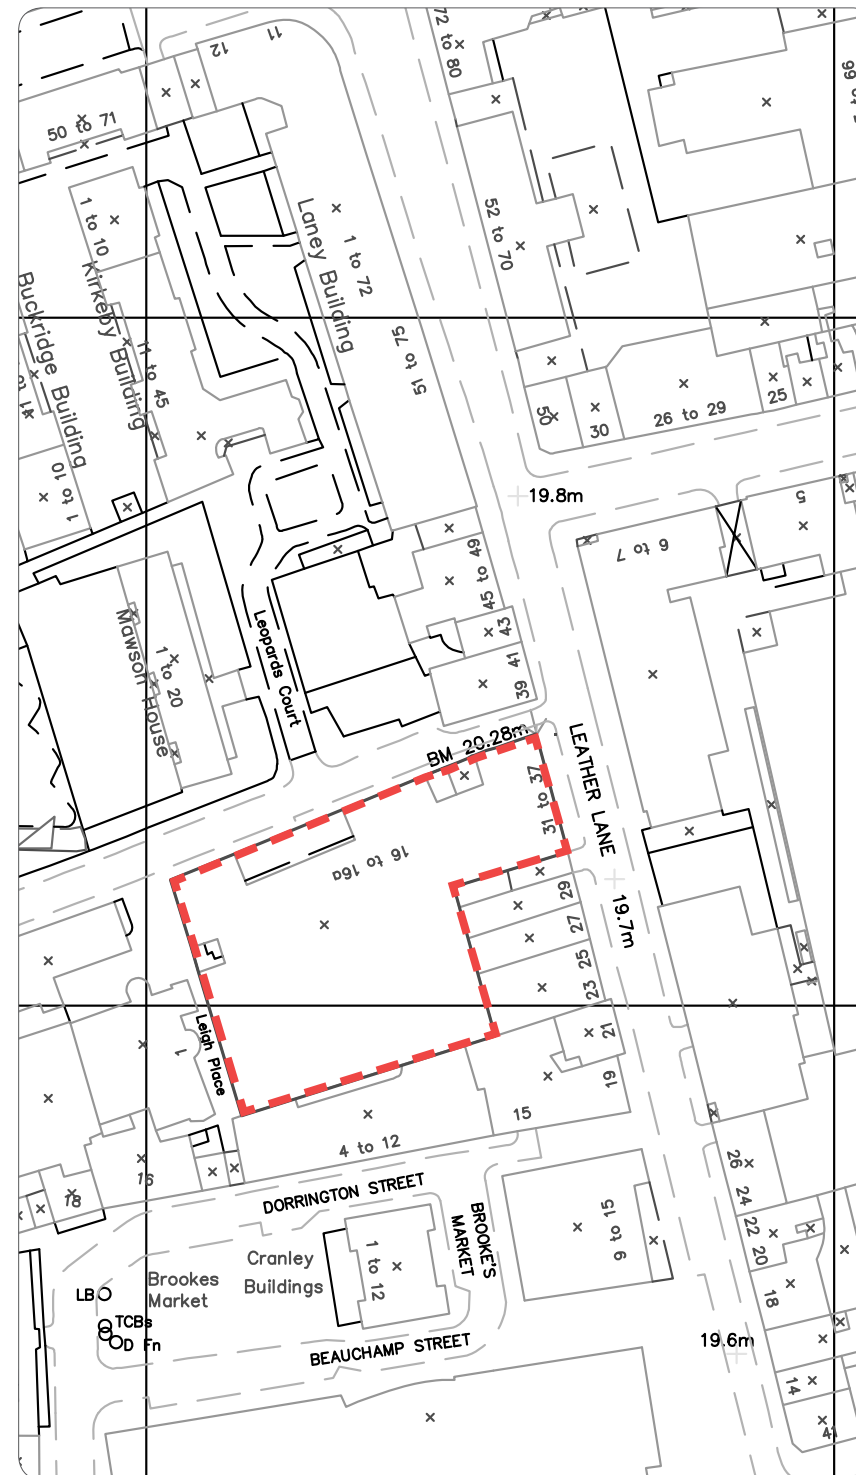 12
11
72 to 80
50 to 71
1 to 10
Kirkeby Building
11 to 45
Laney Building
1 to 72
51 to 75
52 to 70
Buckridge Building
1 to 10
50
30
26 to 29
25
19.8m
5
6 to 7
45 to 49
43
41
39
Mawson House
1 to 20
Leopards Court
BM 20.28m
LEATHER LANE
31 to 37
16 to 16a
29
27
25
23
21
19
19.7m
Leigh Place
1
15
4 to 12
16
18
DORRINGTON STREET
BROOKE'S
MARKET
9 to 15
26
24
22
20
18
14
Cranley
Buildings
1 to 12
Brookes
Market
LB
TCBs
D Fn
BEAUCHAMP STREET
19.6m